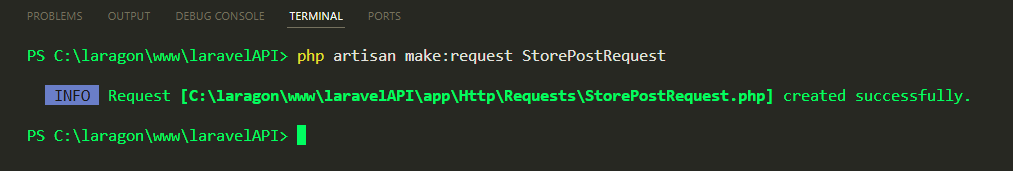 PROBLEMS OUTPUT DEBUG CONSOLE TERMINAL PORTS
PS C:\laragon\www\laravelAPI> php artisan make:request StorePostRequest
INFO Request [C:\laragon\www\laravelAPI\app\Http\Requests\StorePostRequest.php] created successfully.
PS C:\laragon\www\laravelAPI>